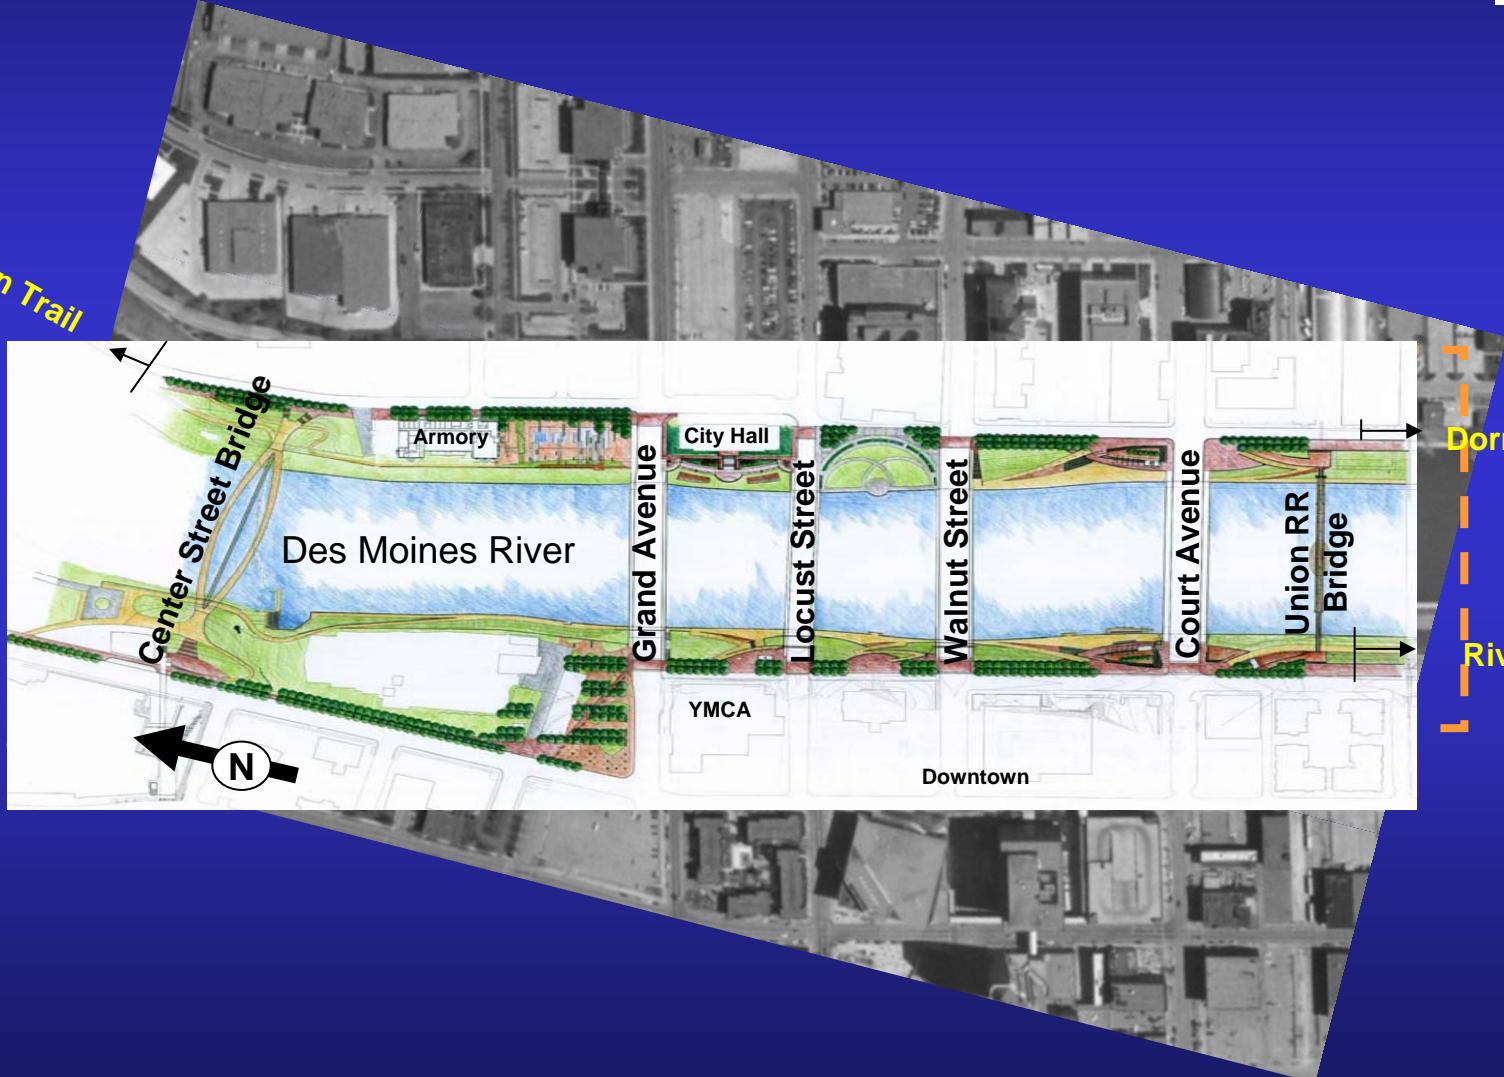 n Trail
Center Street Bridge
Armory
City Hall
Des Moines River
Grand Avenue
Locust Street
Walnut Street
Court Avenue
Union RR
Bridge
Dorr
Riv
YMCA
Downtown
N